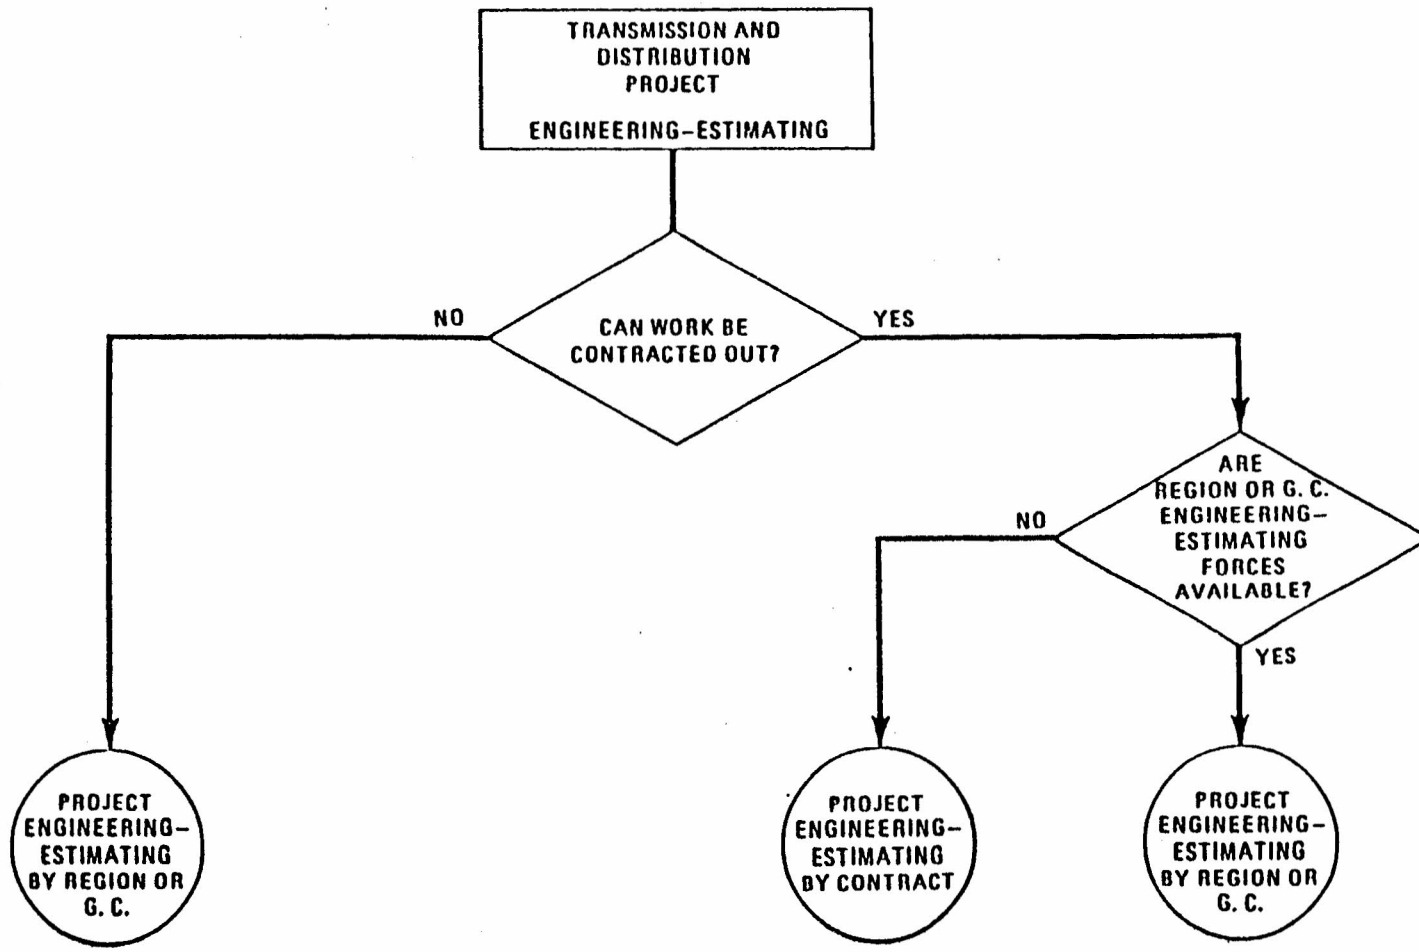 TRANSMISSION AND
DISTRIBUTION
PROJECT
ENGINEERING-ESTIMATING
NO
CAN WORK BE
CONTRACTED OUT?
YES
ARE
REGION OR G. C.
ENGINEERING-
ESTIMATING
FORCES
AVAILABLE?
NO
YES
PROJECT
ENGINEERING-
ESTIMATING
BY REGION OR
G. C.
PROJECT
ENGINEERING-
ESTIMATING
BY CONTRACT
PROJECT
ENGINEERING-
ESTIMATING
BY REGION OR
G. C.